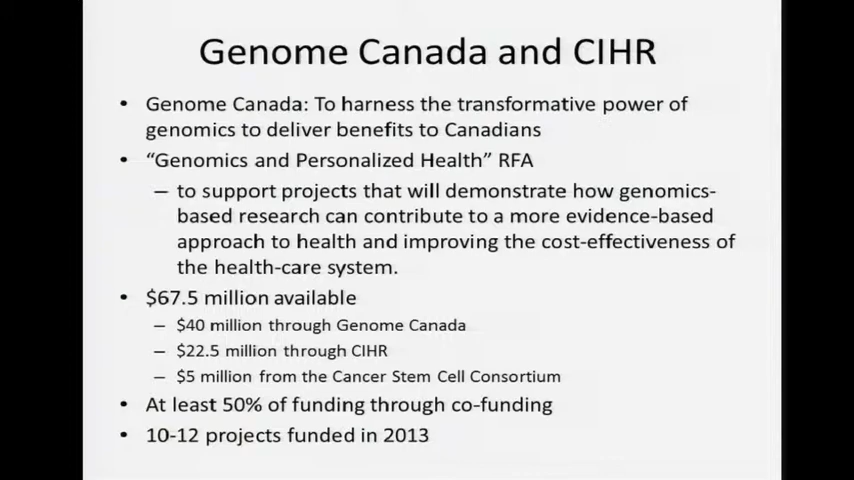 Genome Canada and CIHR
• Genome Canada: To harness the transformative power of
genomics to deliver benefits to Canadians
• “Genomics and Personalized Health” RFA
– to support projects that will demonstrate how genomics-
based research can contribute to a more evidence-based
approach to health and improving the cost-effectiveness of
the health-care system.
• $67.5 million available
– $40 million through Genome Canada
– $22.5 million through CIHR
– $5 million from the Cancer Stem Cell Consortium
• At least 50% of funding through co-funding
• 10-12 projects funded in 2013